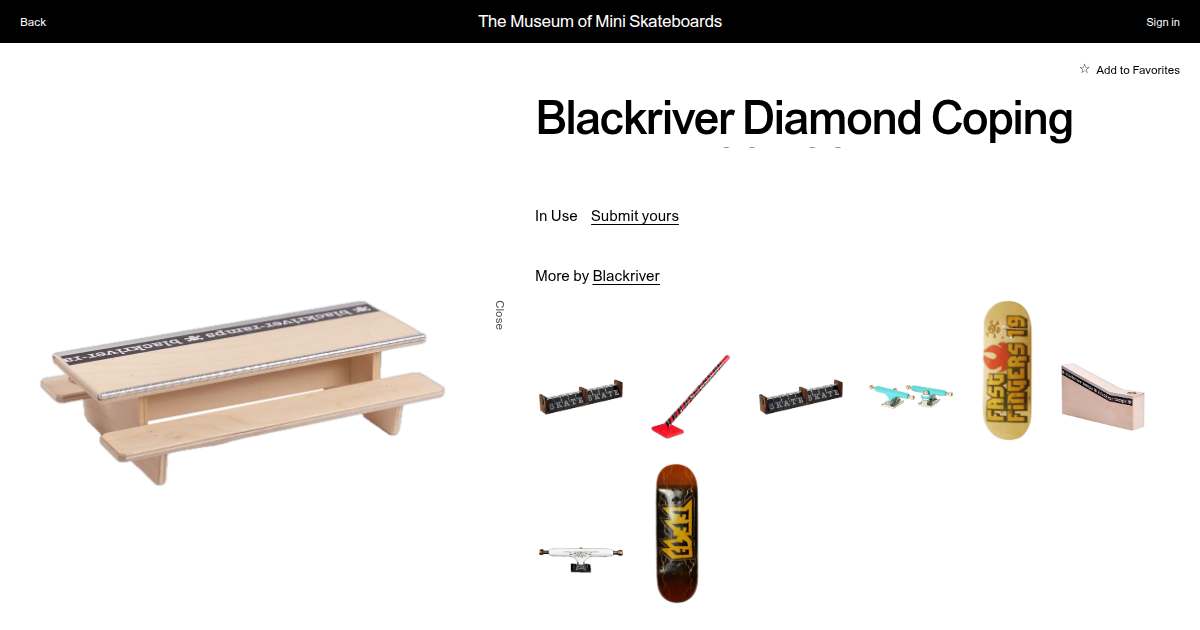 Back
The Museum of Mini Skateboards
Sign in
☆ Add to Favorites
Blackriver Diamond Coping
In Use Submit yours
More by Blackriver
Close
blackriver-ramps
blackriver-ra
SKATE SKATE
SKATE SKATE
FAST
FINGERS 19